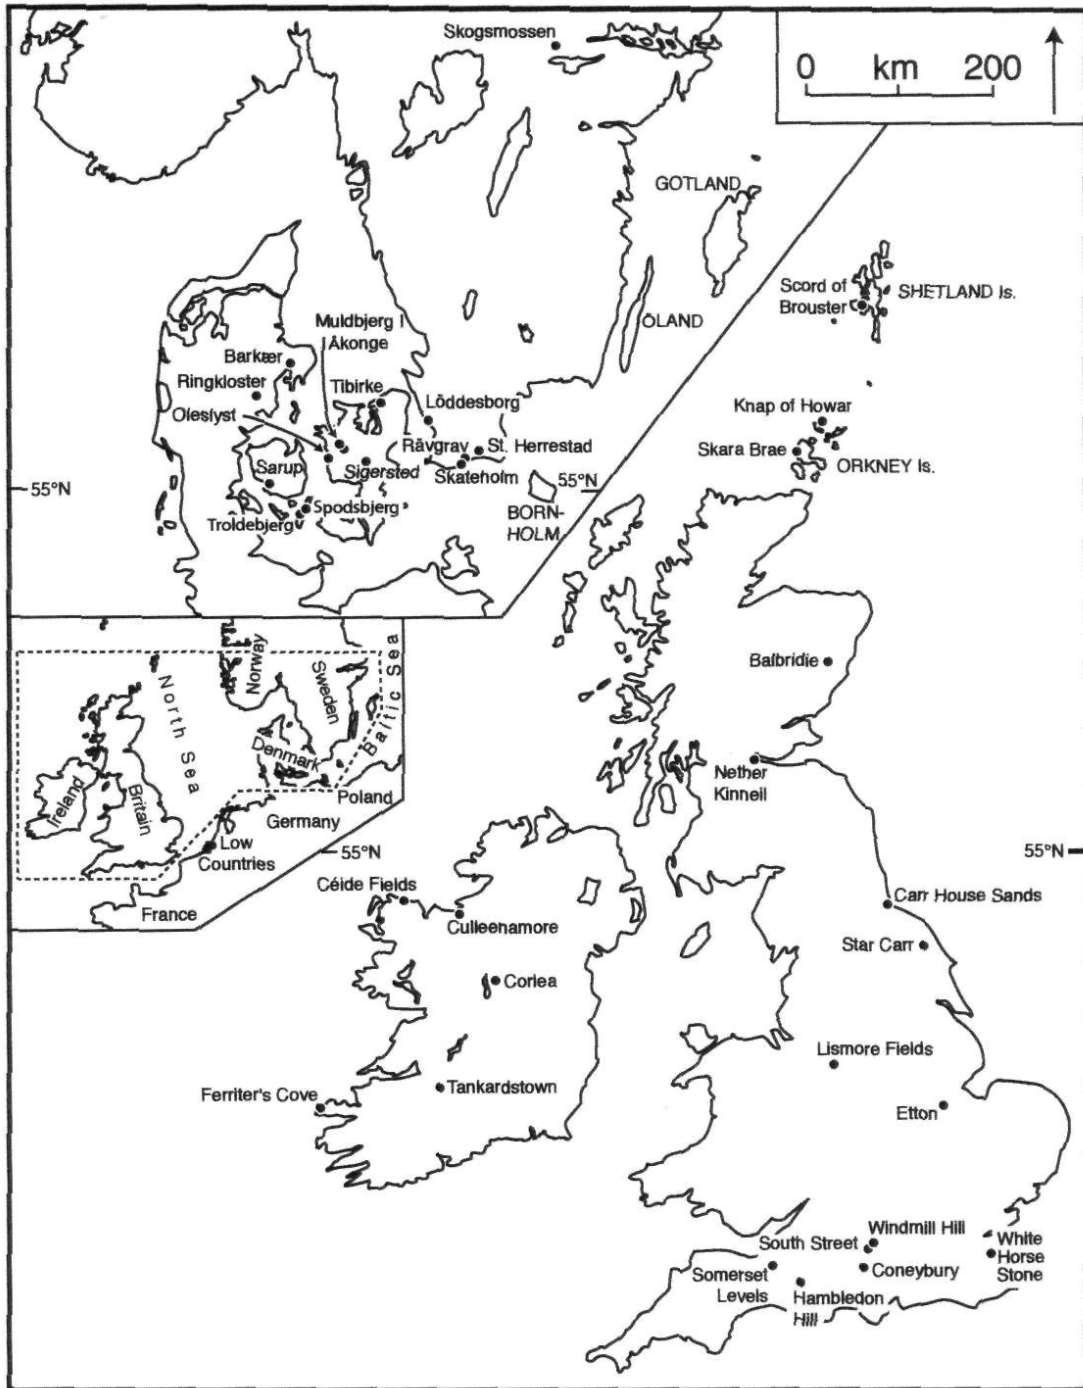 Skogsmossen
0 km 200
GOTLAND
Scord of
Brouster
SHETLAND Is.
ÖLAND
Muldbjerg I
Åkonge
Barkær
Ringkloster
Tibirke
Oleslyst
Löddesborg
Knap of Howar
Rävgrav
St. Herrestad
Skara Brae
Sarup
Sigersted
Skateholm
ORKNEY Is.
55°N
55°N
Spodsbjerg
BORN-
HOLM
Troldebjerg
Norway
Sweden
Baltic Sea
North Sea
Balbridie
Denmark
Nether
Kinneil
Ireland
Britain
Poland
Germany
Low
Countries
55°N
55°N
France
Céide Fields
Culleenamore
Carr House Sands
Star Carr
Corlea
Lismore Fields
Ferriter's Cove
Tankardstown
Etton
Windmill Hill
South Street
White
Horse
Stone
Somerset
Levels
Coneybury
Hambledon
Hill